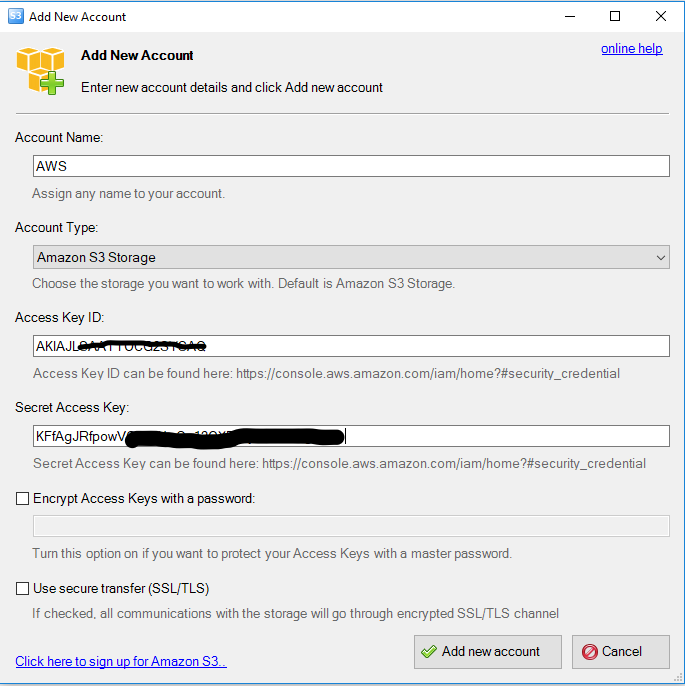 S3 Add New Account
Add New Account
online help
Enter new account details and click Add new account
Account Name:
AWS
Assign any name to your account.
Account Type:
Amazon S3 Storage
Choose the storage you want to work with. Default is Amazon S3 Storage.
Access Key ID:
Access Key ID can be found here: https://console.aws.amazon.com/iam/home?#security_credential
Secret Access Key:
Secret Access Key can be found here: https://console.aws.amazon.com/iam/home?#security_credential
Encrypt Access Keys with a password:
Turn this option on if you want to protect your Access Keys with a master password.
Use secure transfer (SSL/TLS)
If checked, all communications with the storage will go through encrypted SSL/TLS channel
Click here to sign up for Amazon S3..
Add new account
Cancel